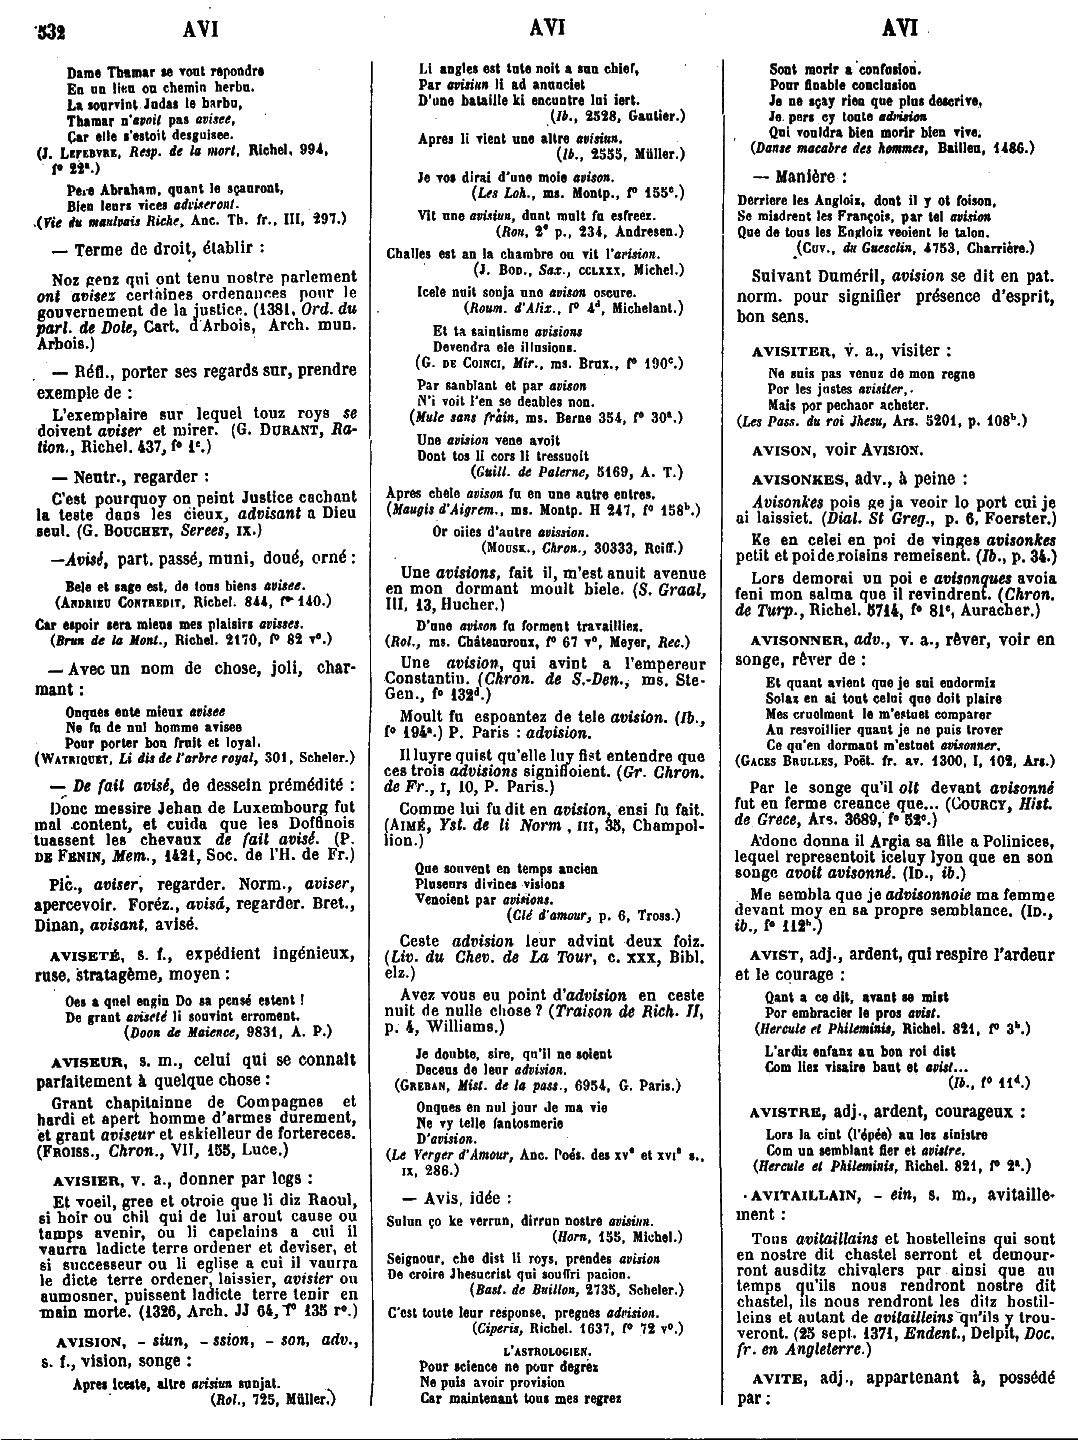 532 AVI AVI AVI
Dame Thamar se vont repondre
En un lieu ou chemin herbu.
La sourvint Judas le barbu,
Thamar n'avoit pas avisee,
Car elle s'estoit desguisee.
(J. LEFEBVRE, Resp. de la mort, Richel. 994,
f° 22ª.)
Pere Abraham, quant le sçauront,
Bien leurs vices adviseront.
(Vie du maulvais Riche, Anc. Th. fr., III, 297.)
— Terme de droit, établir :
Noz genz qui ont tenu nostre parlement
ont avisez certaines ordenances pour le
gouvernement de la justice. (1381, Ord. du
parl. de Dole, Cart. d'Arbois, Arch. mun.
Arbois.)
— Réfl., porter ses regards sur, prendre
exemple de :
L'exemplaire sur lequel touz roys se
doivent aviser et mirer. (G. DURANT, Ra-
tion., Richel. 437, f° 1ᶜ.)
— Neutr., regarder :
C'est pourquoy on peint Justice cachant
la teste dans les cieux, advisant a Dieu
seul. (G. BOUCHET, Serees, IX.)
—Avisé, part. passé, muni, doué, orné :
Bele et sage est, de tous biens avisee.
(ANDRIEU CONTREDIT, Richel. 844, f° 140.)
Car espoir sera miens mes plaisirs avisses.
(Brun de la Mont., Richel. 2170, f° 82 v°.)
— Avec un nom de chose, joli, char-
mant :
Onques ente mieux avisee
Ne fu de nul homme avisee
Pour porter bon fruit et loyal.
(WATRIQUET, Li dis de l'arbre royal, 301, Scheler.)
— De fait avisé, de dessein prémédité :
Donc messire Jehan de Luxembourg fut
mal content, et cuida que les Doffinois
tuassent les chevaux de fait avisé. (P.
DE FENIN, Mem., 1421, Soc. de l'H. de Fr.)
Pic., aviser, regarder. Norm., aviser,
apercevoir. Foréz., avisá, regarder. Bret.,
Dinan, avisant, avisé.
AVISETÉ, s. f., expédient ingénieux,
ruse, stratagème, moyen :
Oes a quel engin Do sa pensé estent !
De grant aviseté li souvint erroment.
(Doon de Maience, 9831, A. P.)
AVISEUR, s. m., celui qui se connait
parfaitement à quelque chose :
Grant chapitainne de Compagnes et
hardi et apert homme d'armes durement,
et grant aviseur et eskielleur de fortereces.
(FROISS., Chron., VII, 155, Luce.)
AVISIER, v. a., donner par legs :
Et voeil, gree et otroie que li diz Raoul,
si hoir ou chil qui de lui arout cause ou
tamps avenir, ou li capelains a cui il
vaurra ladicte terre ordener et deviser, et
si successeur ou li eglise a cui il vaurra
le dicte terre ordener, laissier, avisier ou
aumosner, puissent ladicte terre tenir en
main morte. (1326, Arch. JJ 64, f° 135 r°.)
AVISION, - siun, - ssion, - son, adv.,
s. f., vision, songe :
Apres iceste, altre avisiun sunjat.
(Rol., 725, Müller.)
Li angles est tute noit a sun chief,
Par avisiun li ad anunciet
D'une bataille ki encuntre lui iert.
(Ib., 2528, Gautier.)
Apres li vient une altre avisiun.
(Ib., 2555, Müller.)
Je vos dirai d'une moie avison.
(Les Loh., ms. Montp., f° 155ᶜ.)
Vit une avisiun, dunt mult fu esfreez.
(Rou, 2ᵉ p., 234, Andresen.)
Challes est an la chambre ou vit l'avision.
(J. BOD., Sax., CCLXXX, Michel.)
Icele nuit sonja une avison oscure.
(Roum. d'Alix., f° 4ᵈ, Michelant.)
Et ta saintisme avisions
Devendra ele illusions.
(G. DE COINCI, Mir., ms. Brux., f° 190ᶜ.)
Par sanblant et par avison
N'i voit l'en se deables non.
(Mule sans frain, ms. Berne 354, f° 30ª.)
Une avision vene avoit
Dont tos li cors li tressuoit
(Guill. de Palerne, 5169, A. T.)
Apres chele avison fu en une autre entres.
(Maugis d'Aigrem., ms. Montp. H 247, f° 158ᵇ.)
Or oiies d'autre avission.
(MOUSK., Chron., 30333, Reiff.)
Une avisions, fait il, m'est anuit avenue
en mon dormant moult biele. (S. Graal,
III, 13, Hucher.)
D'une avison fu forment travailliez.
(Rol., ms. Châteauroux, f° 67 v°, Meyer, Rec.)
Une avision, qui avint a l'empereur
Constantin. (Chron. de S.-Den., ms. Ste-
Gen., f° 132ᵈ.)
Moult fu espoantez de tele avision. (Ib.,
f° 194ª.) P. Paris : advision.
Il luyre quist qu'elle luy fist entendre que
ces trois advisions signifioient. (Gr. Chron.
de Fr., I, 10, P. Paris.)
Comme lui fu dit en avision, ensi fu fait.
(AIMÉ, Yst. de li Norm, III, 35, Champol-
lion.)
Que souvent en temps ancien
Pluseurs divines visions
Venoient par avisions.
(Clé d'amour, p. 6, Tross.)
Ceste advision leur advint deux foiz.
(Liv. du Chev. de La Tour, c. XXX, Bibl.
elz.)
Avez vous eu point d'advision en ceste
nuit de nulle chose ? (Traison de Rich. II,
p. 4, Williams.)
Je doubte, sire, qu'il ne soient
Deceus de leur advision.
(GREBAN, Mist. de la pass., 6954, G. Paris.)
Onques en nul jour de ma vie
Ne vy telle fantosmerie
D'avision.
(Le Verger d'Amour, Anc. Poés. des XVᵉ et XVIᵉ s.,
IX, 286.)
— Avis, idée :
Sulun ço ke verrun, dirrun nostre avisiun.
(Horn, 155, Michel.)
Seignour, che dist li roys, prendes avision
De croire Jhesucrist qui souffri pacion.
(Bast. de Buillon, 2735, Scheler.)
C'est toute leur response, pregnes advision.
(Ciperis, Richel. 1637, f° 72 v°.)
L'ASTROLOGIEN.
Pour science ne pour degrez
Ne puis avoir provision
Car maintenant tous mes regrez
Sont morir a confusion.
Pour finable conclusion
Je ne sçay rien que plus descrive,
Je pers cy toute advision
Qui vouldra bien morir bien vive.
(Danse macabre des hommes, Baillen, 1486.)
— Manière :
Derriere les Anglois, dont il y ot foison,
Se misdrent les François, par tel avision
Que de tous les Engloiz veoient le talon.
(CUV., du Guesclin, 4753, Charrière.)
Suivant Duméril, avision se dit en pat.
norm. pour signifier présence d'esprit,
bon sens.
AVISITER, v. a., visiter :
Ne suis pas venuz de mon regne
Por les justes avisiter,
Mais por pechaor acheter.
(Les Pass. du roi Jhesu, Ars. 5201, p. 108ᵇ.)
AVISON, voir AVISION.
AVISONKES, adv., à peine :
Avisonkes pois ge ja veoir lo port cui je
ai laissiet. (Dial. St Greg., p. 6, Foerster.)
Ke en celei en poi de vinges avisonkes
petit et poi de roisins remeisent. (Ib., p. 34.)
Lors demorai un poi e avisonques avoia
feni mon salma que il revindrent. (Chron.
de Turp., Richel. 5714, f° 81ᶜ, Auracher.)
AVISONNER, adv., v. a., rêver, voir en
songe, rêver de :
Et quant avient que je sui endormiz
Solaz en ai tout celui que doit plaire
Mes cruelment le m'estuet comparer
Au resvoillier quant je ne puis trover
Ce qu'en dormant m'estuet avisonner.
(GACES BRULLES, Poët. fr. av. 1300, I, 102, Ars.)
Par le songe qu'il olt devant avisonné
fut en ferme creance que... (COURCY, Hist.
de Grece, Ars. 3689, f° 52ᶜ.)
Adonc donna il Argia sa fille a Polinices,
lequel representoit iceluy lyon que en son
songe avoit avisonné. (ID., ib.)
Me sembla que je advisonnoie ma femme
devant moy en sa propre semblance. (ID.,
ib., f° 112ᵇ.)
AVIST, adj., ardent, qui respire l'ardeur
et le courage :
Qant a ce dit, avant se mist
Por embracier le pros avist.
(Hercule et Phileminis, Richel. 821, f° 3ᵇ.)
L'ardiz enfanz au bon roi dist
Com liez visaire baut et avist...
(Ib., f° 11ᵈ.)
AVISTRE, adj., ardent, courageux :
Lors la cint (l'épée) au lez sinistre
Com un semblant fier et avistre.
(Hercule et Phileminis, Richel. 821, f° 2ª.)
AVITAILLAIN, - ein, s. m., avitaille-
ment :
Tous avitaillains et hostelleins qui sont
en nostre dit chastel serront et demour-
ront ausditz chivalers par ainsi que au
temps qu'ils nous rendront nostre dit
chastel, ils nous rendront les ditz hostil-
leins et autant de avitailleins qu'ils y trou-
veront. (25 sept. 1371, Endent., Delpit, Doc.
fr. en Angleterre.)
AVITE, adj., appartenant à, possédé
par :